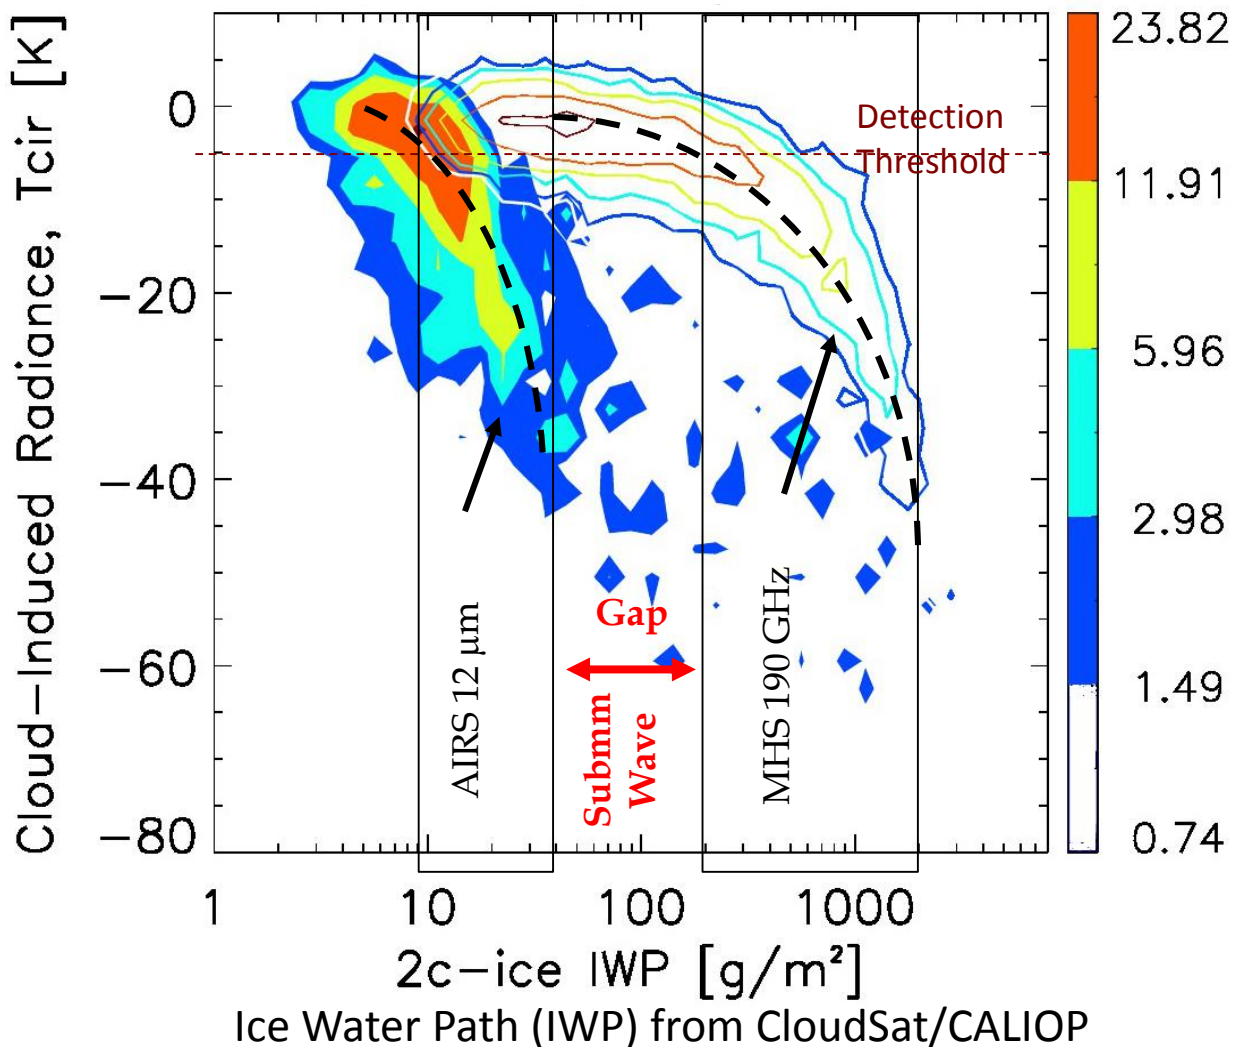 Cloud−Induced Radiance, Tcir [K]
0
−20
−40
−60
−80
1
10
100
1000
2c−ice IWP [g/m²]
Ice Water Path (IWP) from CloudSat/CALIOP
Detection
Threshold
AIRS 12 µm
Gap
Submm
Wave
MHS 190 GHz
23.82
11.91
5.96
2.98
1.49
0.74